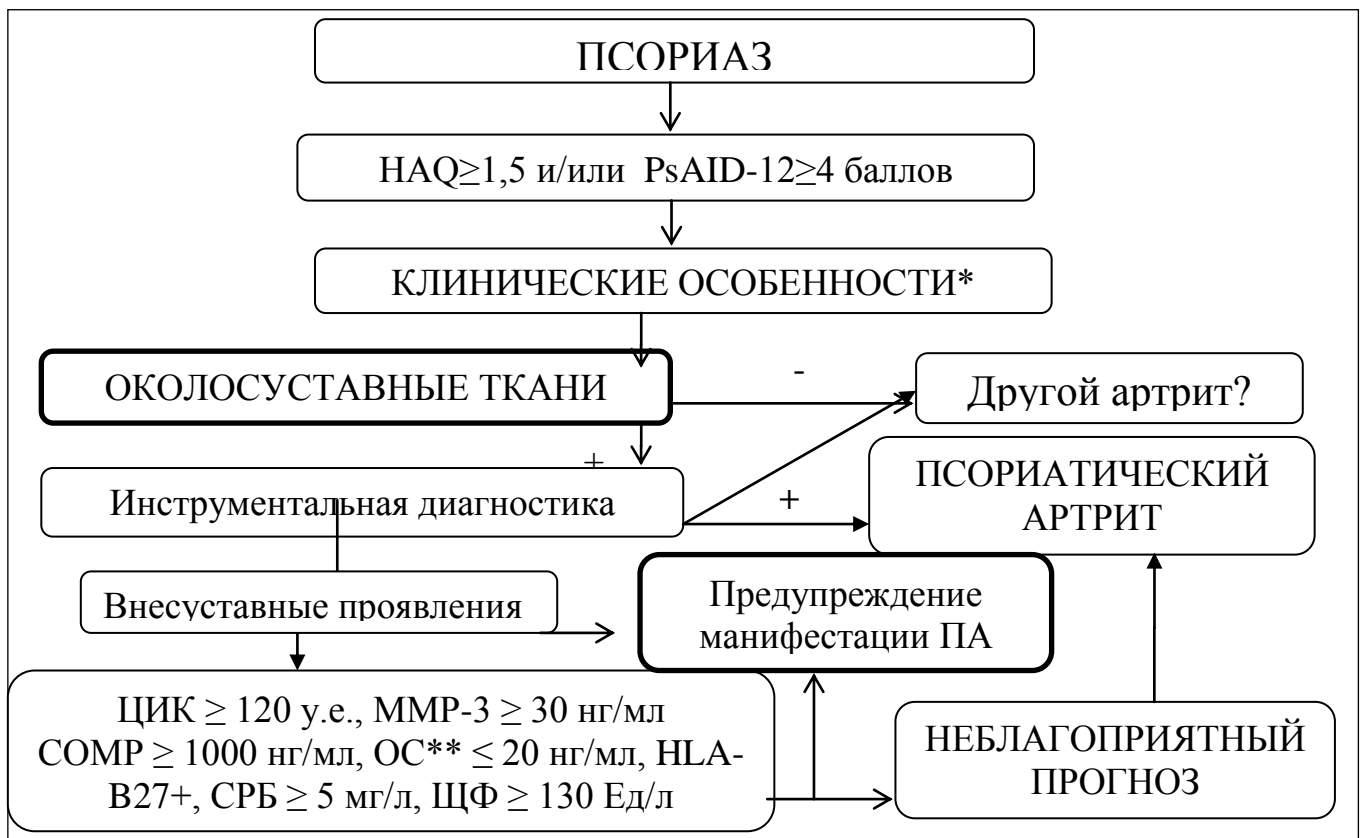 ПСОРИАЗ
HAQ≥1,5 и/или PsAID-12≥4 баллов
КЛИНИЧЕСКИЕ ОСОБЕННОСТИ*
ОКОЛОСУСТАВНЫЕ ТКАНИ
-
Другой артрит?
+
Инструментальная диагностика
+
ПСОРИАТИЧЕСКИЙ
АРТРИТ
Внесуставные проявления
Предупреждение
манифестации ПА
ЦИК ≥ 120 у.е., ММР-3 ≥ 30 нг/мл
СОМР ≥ 1000 нг/мл, ОС** ≤ 20 нг/мл, HLA-
B27+, СРБ ≥ 5 мг/л, ЩФ ≥ 130 Ед/л
НЕБЛАГОПРИЯТНЫЙ
ПРОГНОЗ